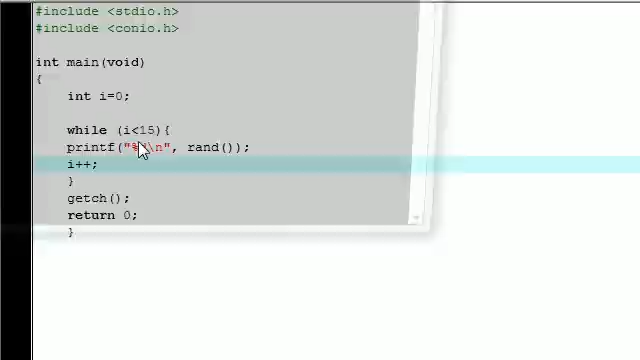 #include <stdio.h>
#include <conio.h>
int main(void)
{
int i=0;
while (i<15){
printf("%\n", rand());
i++;
}
getch();
return 0;
}